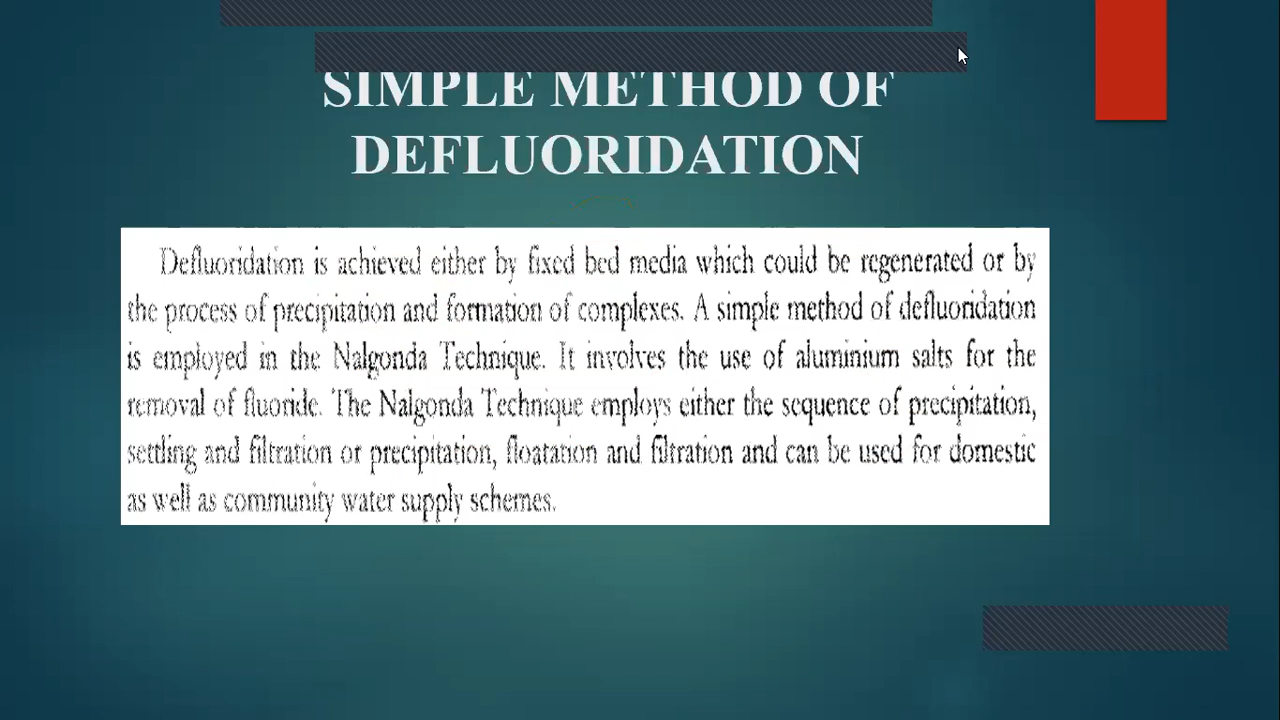 SIMPLE METHOD OF
DEFLUORIDATION
Defluoridation is achieved either by fixed bed media which could be regenerated or by
the process of precipitation and formation of complexes. A simple method of defluoridation
is employed in the Nalgonda Technique. It involves the use of aluminium salts for the
removal of fluoride. The Nalgonda Technique employs either the sequence of precipitation,
settling and filtration or precipitation, floatation and filtration and can be used for domestic
as well as community water supply schemes.